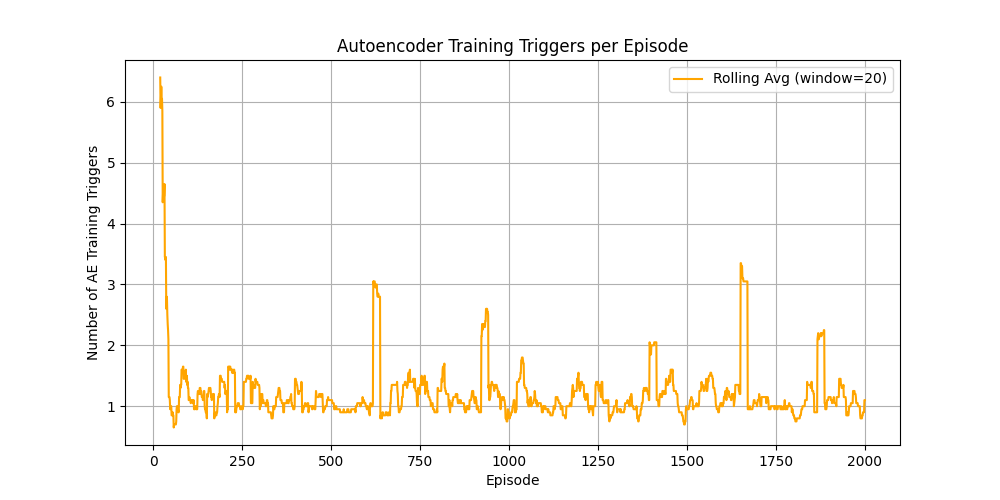 Autoencoder Training Triggers per Episode
Rolling Avg (window=20)
Number of AE Training Triggers
6
5
4
3
2
1
0 250 500 750 1000 1250 1500 1750 2000
Episode